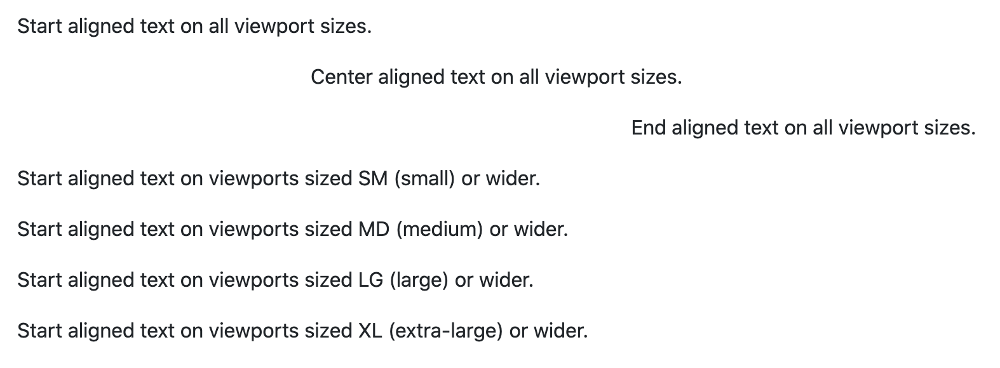 Start aligned text on all viewport sizes.
Center aligned text on all viewport sizes.
End aligned text on all viewport sizes.
Start aligned text on viewports sized SM (small) or wider.
Start aligned text on viewports sized MD (medium) or wider.
Start aligned text on viewports sized LG (large) or wider.
Start aligned text on viewports sized XL (extra-large) or wider.